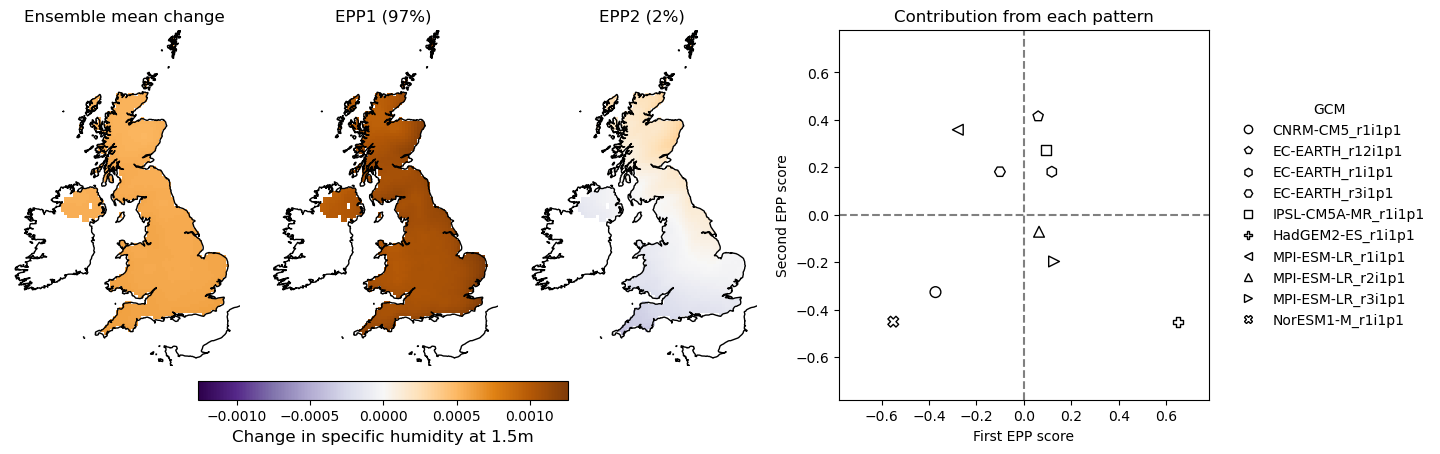 Ensemble mean change
EPP1 (97%)
EPP2 (2%)
−0.0010 −0.0005 0.0000 0.0005 0.0010
Change in specific humidity at 1.5m
Contribution from each pattern
Second EPP score
0.6
0.4
0.2
0.0
−0.2
−0.4
−0.6
−0.6 −0.4 −0.2 0.0 0.2 0.4 0.6
First EPP score
GCM
CNRM-CM5_r1i1p1
EC-EARTH_r12i1p1
EC-EARTH_r1i1p1
EC-EARTH_r3i1p1
IPSL-CM5A-MR_r1i1p1
HadGEM2-ES_r1i1p1
MPI-ESM-LR_r1i1p1
MPI-ESM-LR_r2i1p1
MPI-ESM-LR_r3i1p1
NorESM1-M_r1i1p1